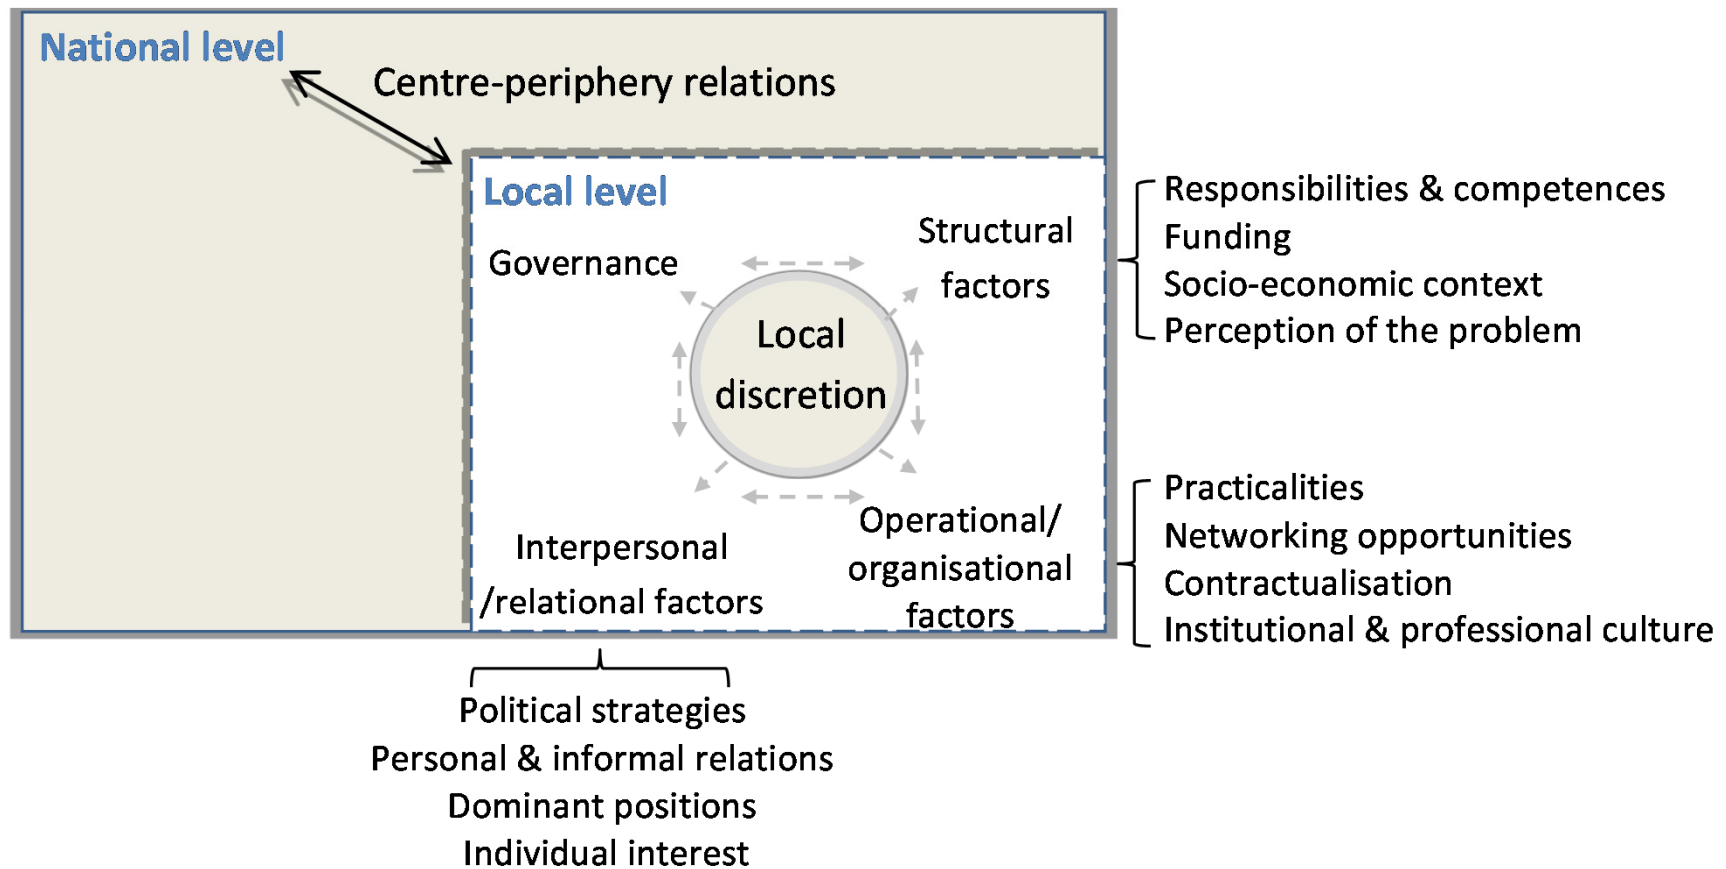 National level
Centre-periphery relations
Local level
Governance
Structural
factors
Local
discretion
Interpersonal
/relational factors
Operational/
organisational
factors
Responsibilities & competences
Funding
Socio-economic context
Perception of the problem
Practicalities
Networking opportunities
Contractualisation
Institutional & professional culture
Political strategies
Personal & informal relations
Dominant positions
Individual interest